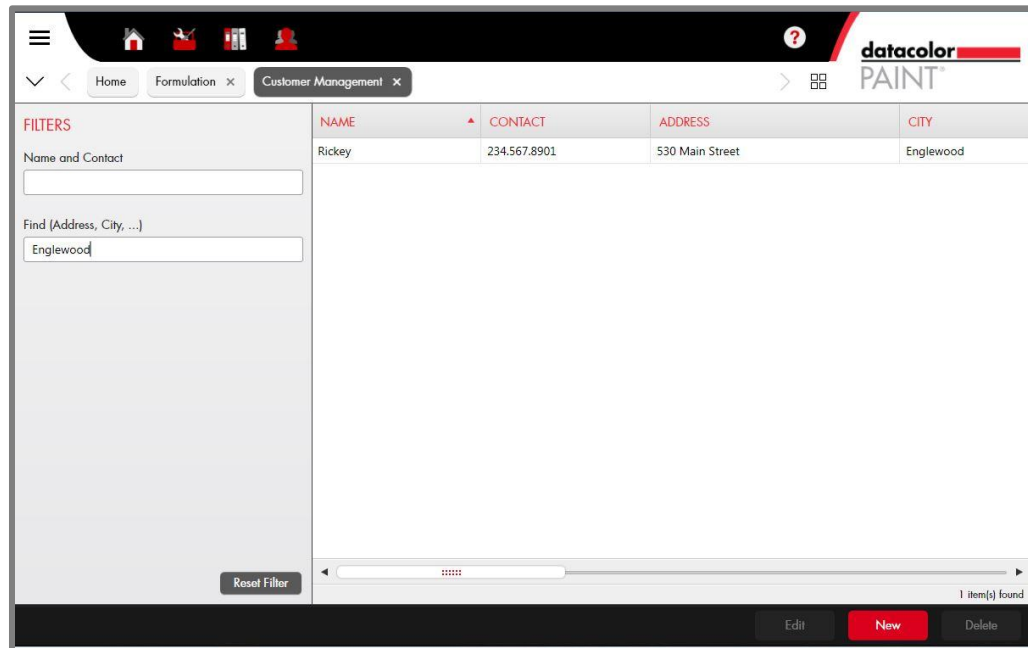 ?
datacolor
PAINT®
Home Formulation × Customer Management ×
FILTERS
NAME CONTACT ADDRESS CITY
Name and Contact
Rickey 234.567.8901 530 Main Street Englewood
Find (Address, City, ...)
Englewood
Reset Filter
1 item(s) found
Edit New Delete